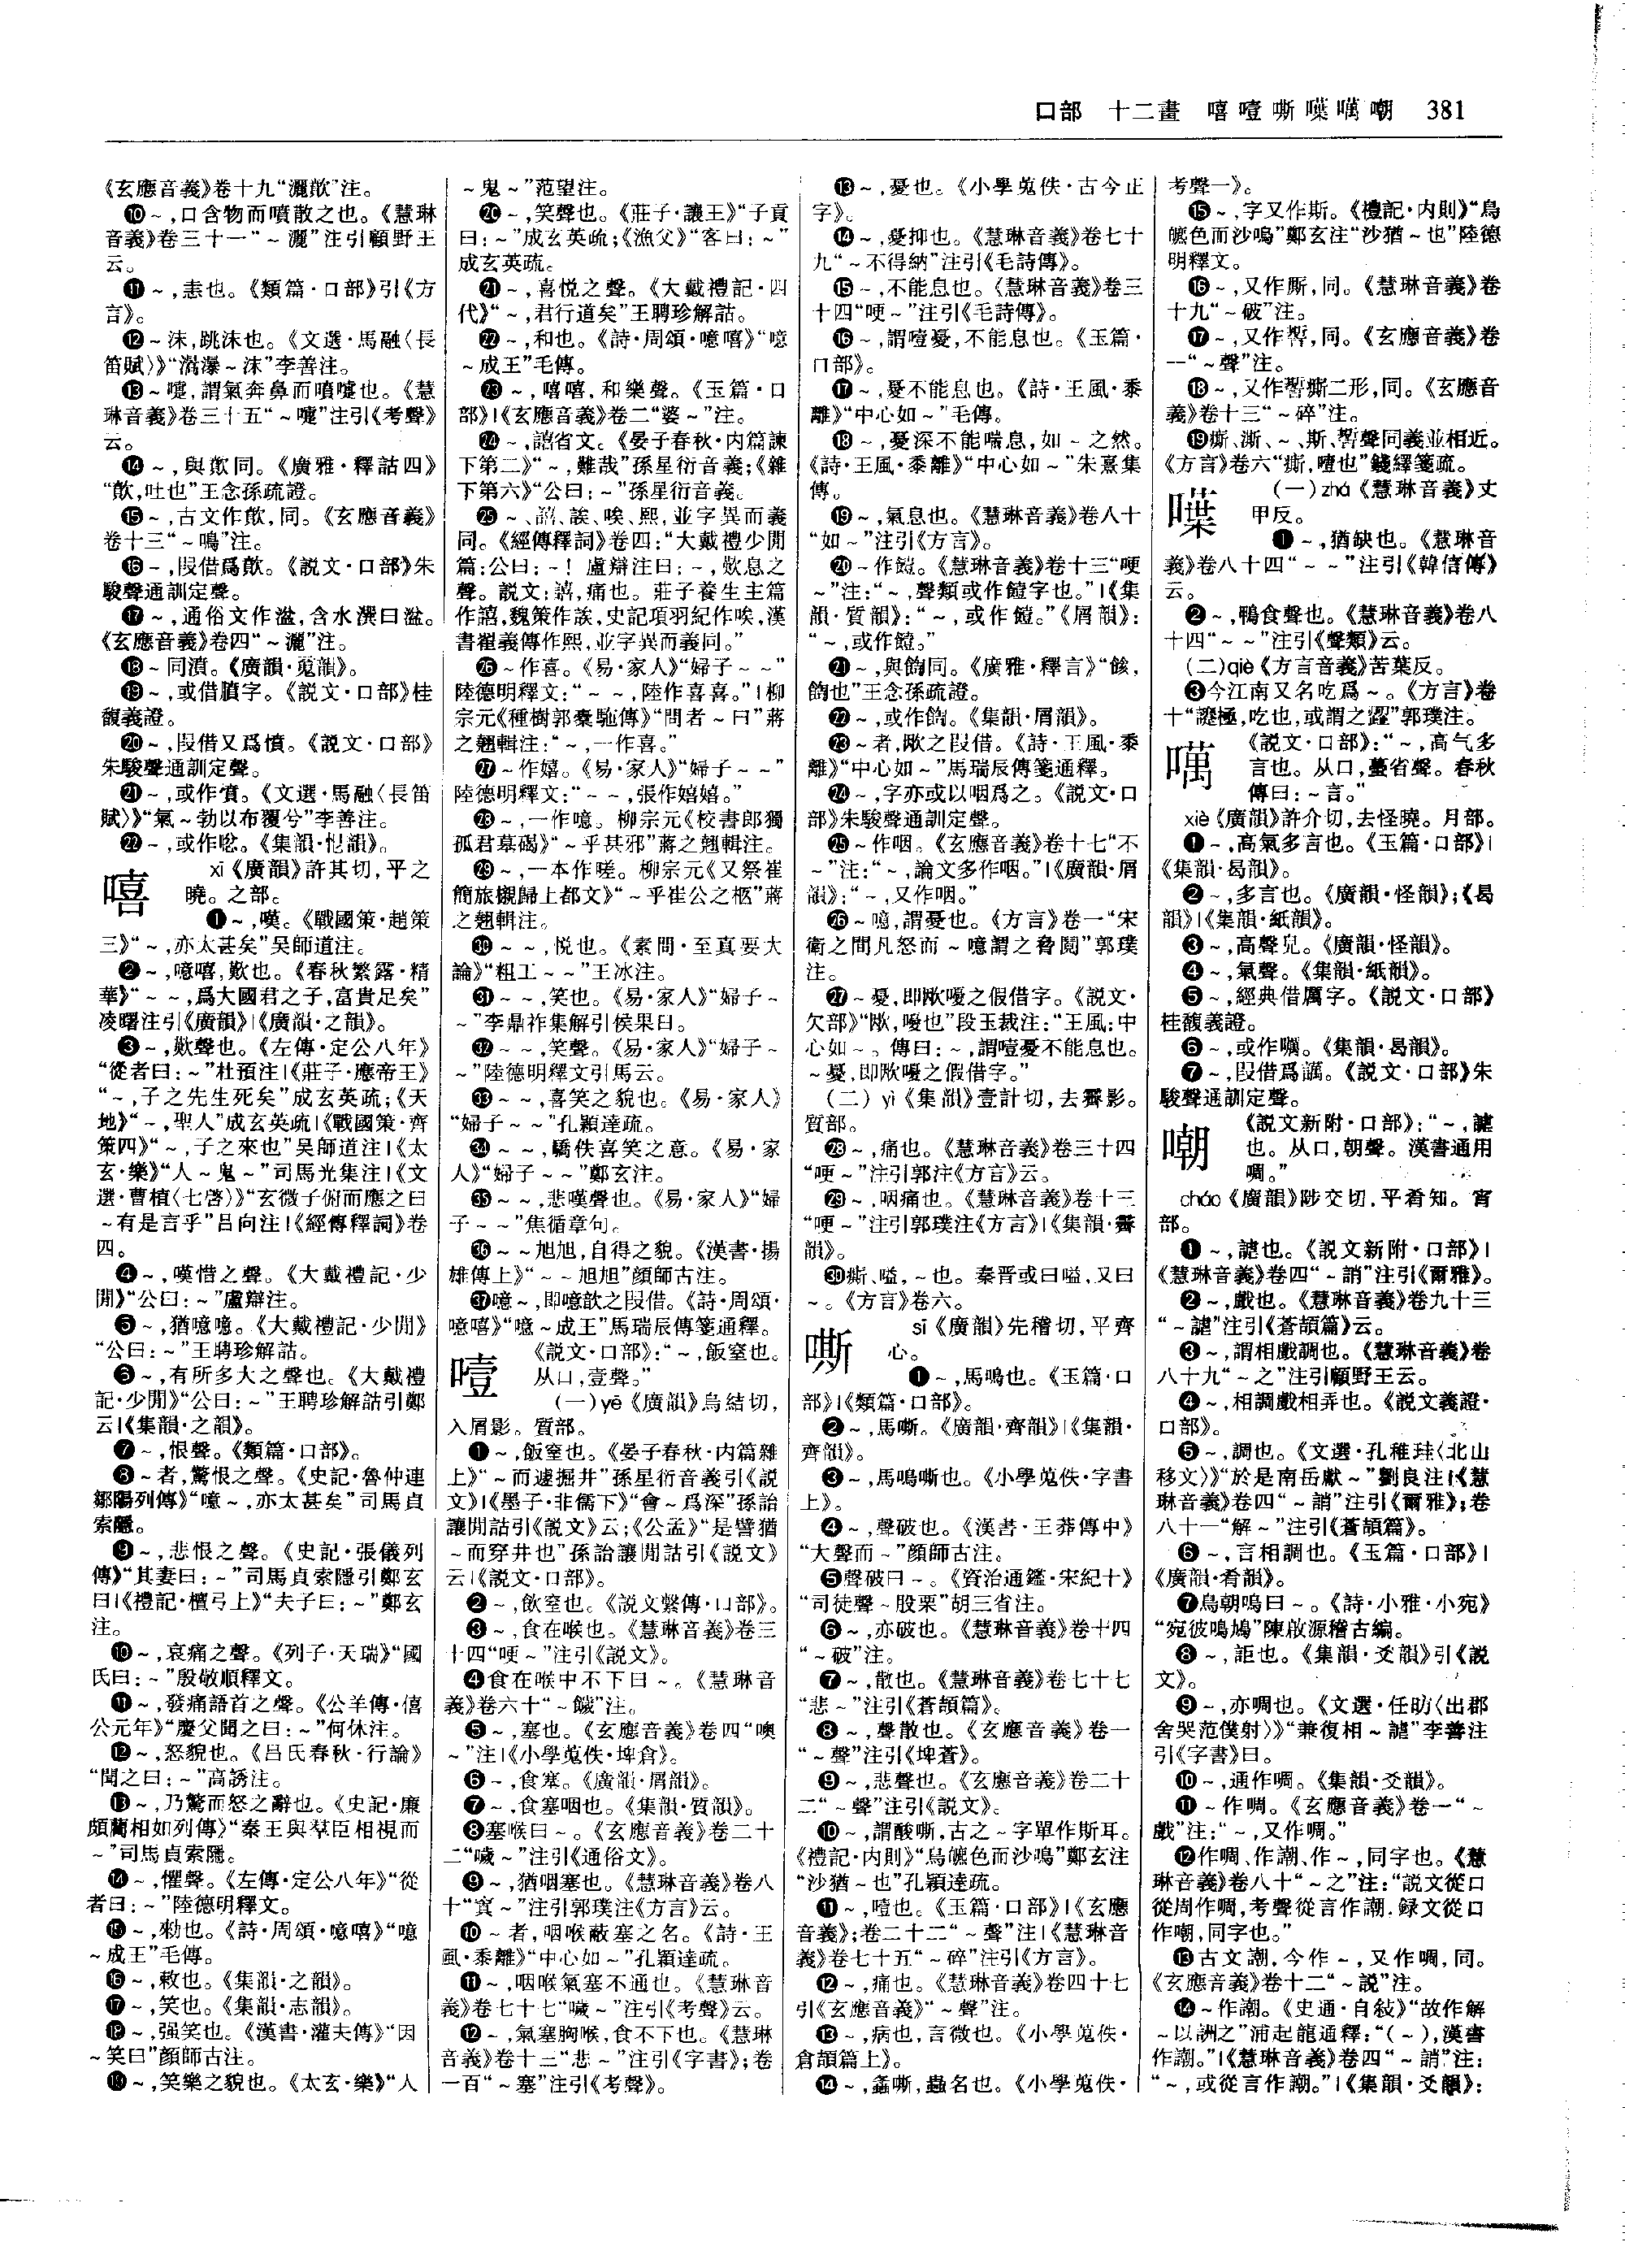 口部 十二畫 嘻噎嘶㗼噧嘲 381
《玄應音義》卷十九“灑歕”注。
❿～,口含物而噴散之也。《慧琳
音義》卷三十一“～灑”注引顧野王
云。
⓫～,恚也。《類篇·口部》引《方
言》。
⓬～沫,跳沫也。《文選·馬融〈長
笛賦〉》“瀄瀑～沫”李善注。
⓭～嚏,謂氣奔鼻而噴嚏也。《慧
琳音義》卷三十五“～嚏”注引《考聲》
云。
⓮～,與歕同。《廣雅·釋詁四》
“歕,吐也”王念孫疏證。
⓯～,古文作歕,同。《玄應音義》
卷十三“～鳴”注。
⓰～,叚借爲歕。《説文·口部》朱
駿聲通訓定聲。
⓱～,通俗文作湓,含水潠曰湓。
《玄應音義》卷四“～灑”注。
⓲～同濆。《廣韻·䰟韻》。
⓳～,或借膹字。《説文·口部》桂
馥義證。
⓴～,叚借又爲憤。《説文·口部》
朱駿聲通訓定聲。
㉑～,或作憤。《文選·馬融〈長笛
賦〉》“氣～勃以布覆兮”李善注。
㉒～,或作呛。《集韻·恨韻》。
嘻 xī《廣韻》許其切,平之
曉。之部。
❶～,嘆。《戰國策·趙策
三》“～,亦太甚矣”吴師道注。
❷～,噫嘻,歎也。《春秋繁露·精
華》“～～,爲大國君之子,富貴足矣”
凌曙注引《廣韻》|《廣韻·之韻》。
❸～,歎聲也。《左傳·定公八年》
“從者曰:～”杜預注|《莊子·應帝王》
“～,子之先生死矣”成玄英疏;《天
地》“～,聖人”成玄英疏|《戰國策·齊
策四》“～,子之來也”吴師道注|《太
玄·樂》“人～鬼～”司馬光集注|《文
選·曹植〈七啓〉》“玄微子俯而應之曰
～有是言乎”吕向注|《經傳釋詞》卷
四。
❹～,嘆惜之聲。《大戴禮記·少
閒》“公曰:～”盧辯注。
❺～,猶噫噫。《大戴禮記·少閒》
“公曰:～”王聘珍解詁。
❻～,有所多大之聲也。《大戴禮
記·少閒》“公曰:～”王聘珍解詁引鄭
云|《集韻·之韻》。
❼～,恨聲。《類篇·口部》。
❽～者,驚恨之聲。《史記·魯仲連
鄒陽列傳》“噫～,亦太甚矣”司馬貞
索隱。
❾～,悲恨之聲。《史記·張儀列
傳》“其妻曰:～”司馬貞索隱引鄭玄
曰|《禮記·檀弓上》“夫子曰:～”鄭玄
注。
❿～,哀痛之聲。《列子·天瑞》“國
氏曰:～”殷敬順釋文。
⓫～,發痛語首之聲。《公羊傳·僖
公元年》“慶父聞之曰:～”何休注。
⓬～,怒貌也。《吕氏春秋·行論》
“聞之曰:～”高誘注。
⓭～,乃驚而怒之辭也。《史記·廉
頗藺相如列傳》“秦王與羣臣相視而
～”司馬貞索隱。
⓮～,懼聲。《左傳·定公八年》“從
者曰:～”陸德明釋文。
⓯～,勑也。《詩·周頌·噫嘻》“噫
～成王”毛傳。
⓰～,敕也。《集韻·之韻》。
⓱～,笑也。《集韻·志韻》。
⓲～,强笑也。《漢書·灌夫傳》“因
～笑曰”顔師古注。
⓳～,笑樂之貌也。《太玄·樂》“人
～鬼～”范望注。
⓴～,笑聲也。《莊子·讓王》“子貢
曰:～”成玄英疏;《漁父》“客曰:～”
成玄英疏。
㉑～,喜悦之聲。《大戴禮記·四
代》“～,君行道矣”王聘珍解詁。
㉒～,和也。《詩·周頌·噫嘻》“噫
～成王”毛傳。
㉓～,嘻嘻,和樂聲。《玉篇·口
部》|《玄應音義》卷二“婆～”注。
㉔～,譆省文。《晏子春秋·内篇諫
下第二》“～,難哉”孫星衍音義;《雜
下第六》“公曰:～”孫星衍音義。
㉕～、譆、誒、唉、熙,並字異而義
同。《經傳釋詞》卷四:“大戴禮少閒
篇:公曰:～!盧辯注曰:～,歎息之
聲。説文:譆,痛也。莊子養生主篇
作譆,魏策作誒,史記項羽紀作唉,漢
書翟義傳作熙,並字異而義同。”
㉖～作喜。《易·家人》“婦子～～”
陸德明釋文:“～～,陸作喜喜。”|柳
宗元《種樹郭橐馳傳》“問者～曰”蔣
之翹輯注:“～,一作喜。”
㉗～作嬉。《易·家人》“婦子～～”
陸德明釋文:“～～,張作嬉嬉。”
㉘～,一作噫。柳宗元《校書郎獨
孤君墓碣》“～乎甚邪”蔣之翹輯注。
㉙～,一本作嗟。柳宗元《又祭崔
簡旅櫬歸上都文》“～乎崔公之柩”蔣
之翹輯注。
㉚～～,悦也。《素問·至真要大
論》“粗工～～”王冰注。
㉛～～,笑也。《易·家人》“婦子～
～”李鼎祚集解引侯果曰。
㉜～～,笑聲。《易·家人》“婦子～
～”陸德明釋文引馬云。
㉝～～,喜笑之貌也。《易·家人》
“婦子～～”孔穎達疏。
㉞～～,驕佚喜笑之意。《易·家
人》“婦子～～”鄭玄注。
㉟～～,悲嘆聲也。《易·家人》“婦
子～～”焦循章句。
㊱～～旭旭,自得之貌。《漢書·揚
雄傳上》“～～旭旭”顔師古注。
㊲噫～,即噫歆之叚借。《詩·周頌·
噫嘻》“噫～成王”馬瑞辰傳箋通釋。
噎 《説文·口部》:“～,飯窒也。
从口,壹聲。”
(一)yē《廣韻》烏結切,
入屑影。質部。
❶～,飯窒也。《晏子春秋·内篇雜
上》“～而遽掘井”孫星衍音義引《説
文》|《墨子·非儒下》“會～爲深”孫詒
讓閒詁引《説文》云;《公孟》“是譬猶
～而穿井也”孫詒讓閒詁引《説文》
云|《説文·口部》。
❷～,飲窒也。《説文繫傳·口部》。
❸～,食在喉也。《慧琳音義》卷三
十四“哽～”注引《説文》。
❹食在喉中不下曰～。《慧琳音
義》卷六十“～餩”注。
❺～,塞也。《玄應音義》卷四“噢
～”注|《小學蒐佚·埤倉》。
❻～,食塞。《廣韻·屑韻》。
❼～,食塞咽也。《集韻·質韻》。
❽塞喉曰～。《玄應音義》卷二十
二“噦～”注引《通俗文》。
❾～,猶咽塞也。《慧琳音義》卷八
十“寘～”注引郭璞注《方言》云。
❿～者,咽喉蔽塞之名。《詩·王
風·黍離》“中心如～”孔穎達疏。
⓫～,咽喉氣塞不通也。《慧琳音
義》卷七十七“噦～”注引《考聲》云。
⓬～,氣塞胸喉,食不下也。《慧琳
音義》卷十三“悲～”注引《字書》;卷
一百“～塞”注引《考聲》。
⓭～,憂也。《小學蒐佚·古今正
字》。
⓮～,憂抑也。《慧琳音義》卷七十
九“～不得納”注引《毛詩傳》。
⓯～,不能息也。《慧琳音義》卷三
十四“哽～”注引《毛詩傳》。
⓰～,謂噎憂,不能息也。《玉篇·
口部》。
⓱～,憂不能息也。《詩·王風·黍
離》“中心如～”毛傳。
⓲～,憂深不能喘息,如～之然。
《詩·王風·黍離》“中心如～”朱熹集
傳。
⓳～,氣息也。《慧琳音義》卷八十
“如～”注引《方言》。
⓴～作饐。《慧琳音義》卷十三“哽
～”注:“～,聲類或作饐字也。”|《集
韻·質韻》:“～,或作饐。”《屑韻》:
“～,或作饐。”
㉑～,與䬣同。《廣雅·釋言》“餩,
䬣也”王念孫疏證。
㉒～,或作䬣。《集韻·屑韻》。
㉓～者,歍之叚借。《詩·王風·黍
離》“中心如～”馬瑞辰傳箋通釋。
㉔～,字亦或以咽爲之。《説文·口
部》朱駿聲通訓定聲。
㉕～作咽。《玄應音義》卷十七“不
～”注:“～,論文多作咽。”|《廣韻·屑
韻》:“～,又作咽。”
㉖～噫,謂憂也。《方言》卷一“宋
衛之間凡怒而～噫謂之脅鬩”郭璞
注。
㉗～憂,即歍嚘之假借字。《説文·
欠部》“歍,嚘也”段玉裁注:“王風:中
心如～。傳曰:～,謂噎憂不能息也。
～憂,即歍嚘之假借字。”
(二)yì《集韻》壹計切,去霽影。
質部。
㉘～,痛也。《慧琳音義》卷三十四
“哽～”注引郭注《方言》云。
㉙～,咽痛也。《慧琳音義》卷十三
“哽～”注引郭璞注《方言》|《集韻·霽
韻》。
㉚㾷、嗌,～也。秦晋或曰嗌,又曰
～。《方言》卷六。
嘶 sī《廣韻》先稽切,平齊
心。
❶～,馬鳴也。《玉篇·口
部》|《類篇·口部》。
❷～,馬嘶。《廣韻·齊韻》|《集韻·
齊韻》。
❸～,馬鳴嘶也。《小學蒐佚·字書
上》。
❹～,聲破也。《漢書·王莽傳中》
“大聲而～”顔師古注。
❺聲破曰～。《資治通鑑·宋紀十》
“司徒聲～股栗”胡三省注。
❻～,亦破也。《慧琳音義》卷十四
“～破”注。
❼～,散也。《慧琳音義》卷七十七
“悲～”注引《蒼頡篇》。
❽～,聲散也。《玄應音義》卷一
“～聲”注引《埤蒼》。
❾～,悲聲也。《玄應音義》卷二十
二“～聲”注引《説文》。
❿～,謂酸嘶,古之～字單作斯耳。
《禮記·内則》“鳥皫色而沙鳴”鄭玄注
“沙猶～也”孔穎達疏。
⓫～,噎也。《玉篇·口部》|《玄應
音義》;卷二十二“～聲”注|《慧琳音
義》卷七十五“～碎”注引《方言》。
⓬～,痛也。《慧琳音義》卷四十七
引《玄應音義》“～聲”注。
⓭～,病也,言微也。《小學蒐佚·
倉頡篇上》。
⓮～,螽嘶,蟲名也。《小學蒐佚·
考聲一》。
⓯～,字又作斯。《禮記·内則》“鳥
皫色而沙鳴”鄭玄注“沙猶～也”陸德
明釋文。
⓰～,又作厮,同。《慧琳音義》卷
十九“～破”注。
⓱～,又作誓,同。《玄應音義》卷
一“～聲”注。
⓲～,又作㽄㾷二形,同。《玄應音
義》卷十三“～碎”注。
⓳㾷、澌、～、斯、㽄聲同義並相近。
《方言》卷六“㾷,噎也”錢繹箋疏。
㗼 (一)zhá《慧琳音義》丈
甲反。
❶～,猶缺也。《慧琳音
義》卷八十四“～～”注引《韓信傳》
云。
❷～,鴨食聲也。《慧琳音義》卷八
十四“～～”注引《聲類》云。
(二)qiè《方言音義》苦葉反。
❸今江南又名吃爲～。《方言》卷
十“讓極,吃也,或謂之䠟”郭璞注。
噧 《説文·口部》:“～,高气多
言也。从口,蠆省聲。春秋
傳曰:～言。”
xiè《廣韻》許介切,去怪曉。月部。
❶～,高氣多言也。《玉篇·口部》|
《集韻·曷韻》。
❷～,多言也。《廣韻·怪韻》;《曷
韻》|《集韻·紙韻》。
❸～,高聲皃。《廣韻·怪韻》。
❹～,氣聲。《集韻·紙韻》。
❺～,經典借厲字。《説文·口部》
桂馥義證。
❻～,或作囆。《集韻·曷韻》。
❼～,叚借爲讆。《説文·口部》朱
駿聲通訓定聲。
嘲 《説文新附·口部》:“～,謔
也。从口,朝聲。漢書通用
啁。”
cháo《廣韻》陟交切,平肴知。宵
部。
❶～,謔也。《説文新附·口部》|
《慧琳音義》卷四“～誚”注引《爾雅》。
❷～,戲也。《慧琳音義》卷九十三
“～謔”注引《蒼頡篇》云。
❸～,謂相戲調也。《慧琳音義》卷
八十九“～之”注引顧野王云。
❹～,相調戲相弄也。《説文義證·
口部》。
❺～,調也。《文選·孔稚珪〈北山
移文〉》“於是南岳獻～”劉良注|《慧
琳音義》卷四“～誚”注引《爾雅》;卷
八十一“解～”注引《蒼頡篇》。
❻～,言相調也。《玉篇·口部》|
《廣韻·肴韻》。
❼鳥朝鳴曰～。《詩·小雅·小宛》
“宛彼鳴鳩”陳啟源稽古編。
❽～,詎也。《集韻·爻韻》引《説
文》。
❾～,亦啁也。《文選·任昉〈出郡
舍哭范僕射〉》“兼復相～謔”李善注
引《字書》曰。
❿～,通作啁。《集韻·爻韻》。
⓫～作啁。《玄應音義》卷一“～
戲”注:“～,又作啁。”
⓬作啁、作謿、作～,同字也。《慧
琳音義》卷八十“～之”注:“説文從口
從周作啁,考聲從言作謿,録文從口
作嘲,同字也。”
⓭古文謿,今作～,又作啁,同。
《玄應音義》卷十二“～説”注。
⓮～作謿。《史通·自敍》“故作解
～以訓之”浦起龍通釋:“(～),漢書
作謿。”|《慧琳音義》卷四“～誚”注:
“～,或從言作謿。”|《集韻·爻韻》: